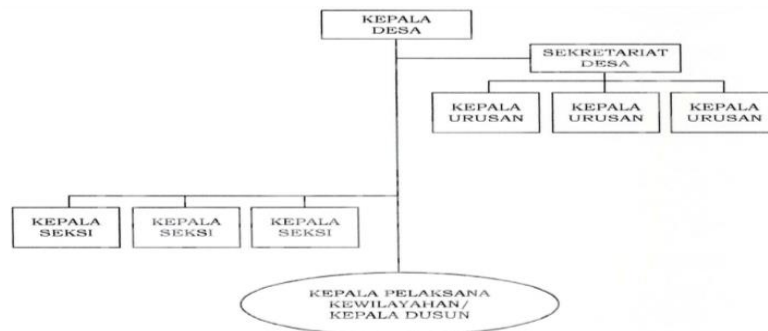 KEPALA
DESA
SEKRETARIAT
DESA
KEPALA
URUSAN
KEPALA
URUSAN
KEPALA
URUSAN
KEPALA
SEKSI
KEPALA
SEKSI
KEPALA
SEKSI
KEPALA PELAKSANA
KEWILAYAHAN/
KEPALA DUSUN